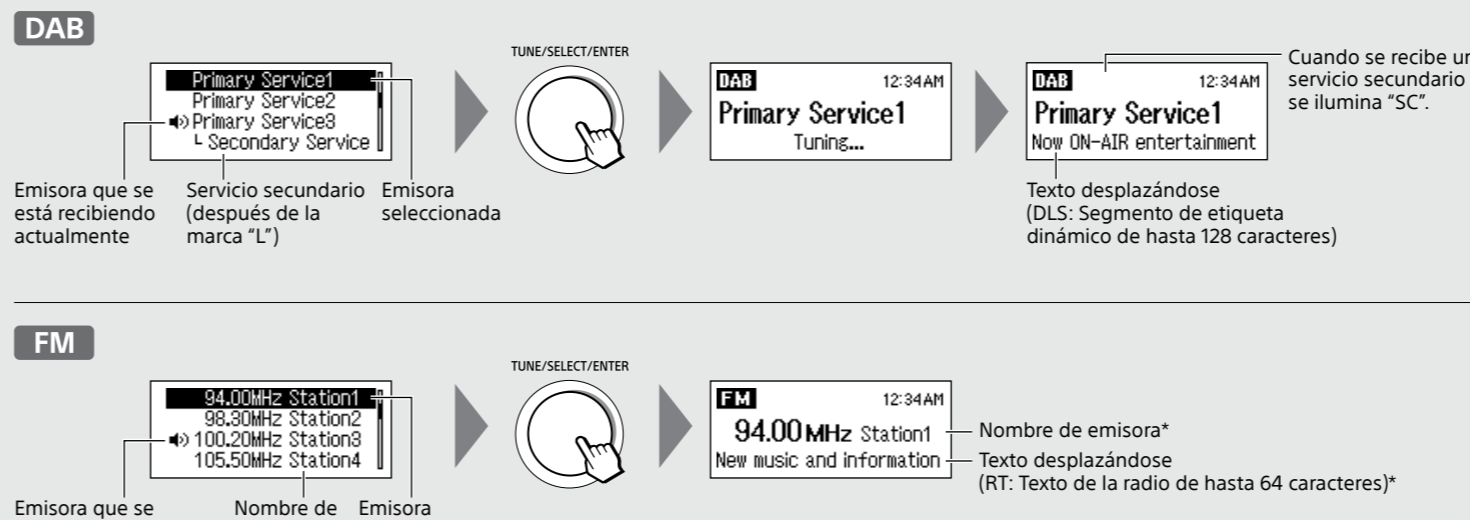 DAB
TUNE/SELECT/ENTER
Primary Service1
Primary Service2
Primary Service3
└ Secondary Service
DAB 12:34AM
Primary Service1
Tuning...
DAB 12:34AM
Primary Service1
Now ON-AIR entertainment
Cuando se recibe un
servicio secundario
se ilumina “SC”.
Emisora que se
está recibiendo
actualmente
Servicio secundario
(después de la
marca “L”)
Emisora
seleccionada
Texto desplazándose
(DLS: Segmento de etiqueta
dinámico de hasta 128 caracteres)
FM
TUNE/SELECT/ENTER
94.00MHz Station1
98.30MHz Station2
100.20MHz Station3
105.50MHz Station4
FM 12:34AM
94.00 MHz Station1
New music and information
Nombre de emisora*
Texto desplazándose
(RT: Texto de la radio de hasta 64 caracteres)*
Emisora que se
Nombre de
Emisora